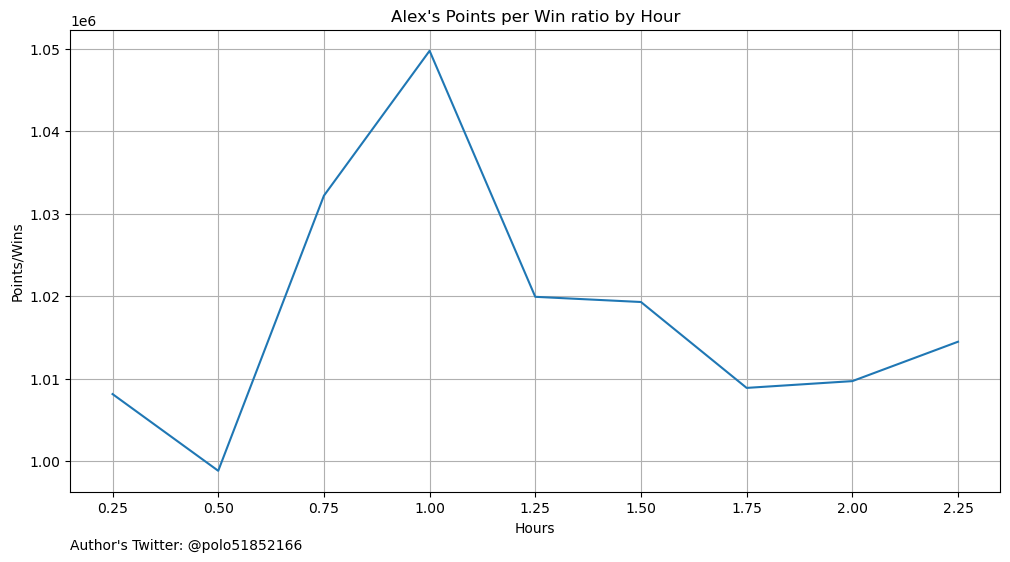 Alex's Points per Win ratio by Hour
1e6
1.05
1.04
1.03
1.02
1.01
1.00
Points/Wins
0.25 0.50 0.75 1.00 1.25 1.50 1.75 2.00 2.25
Hours
Author's Twitter: @polo51852166